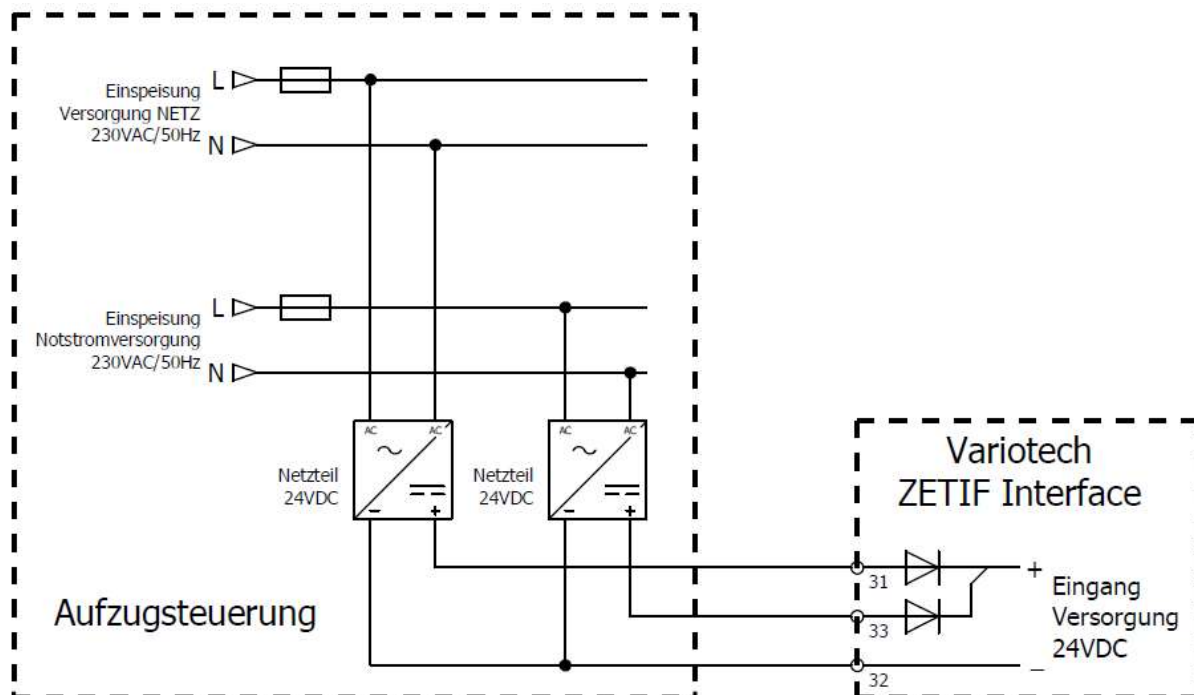 L
Einspeisung
Versorgung NETZ
230VAC/50Hz
N
L
Einspeisung
Notstromversorgung
230VAC/50Hz
N
AC AC
AC AC
Netzteil
24VDC
Netzteil
24VDC
- +
- +
Aufzugsteuerung
Variotech
ZETIF Interface
31
33
32
+
Eingang
Versorgung
24VDC
-